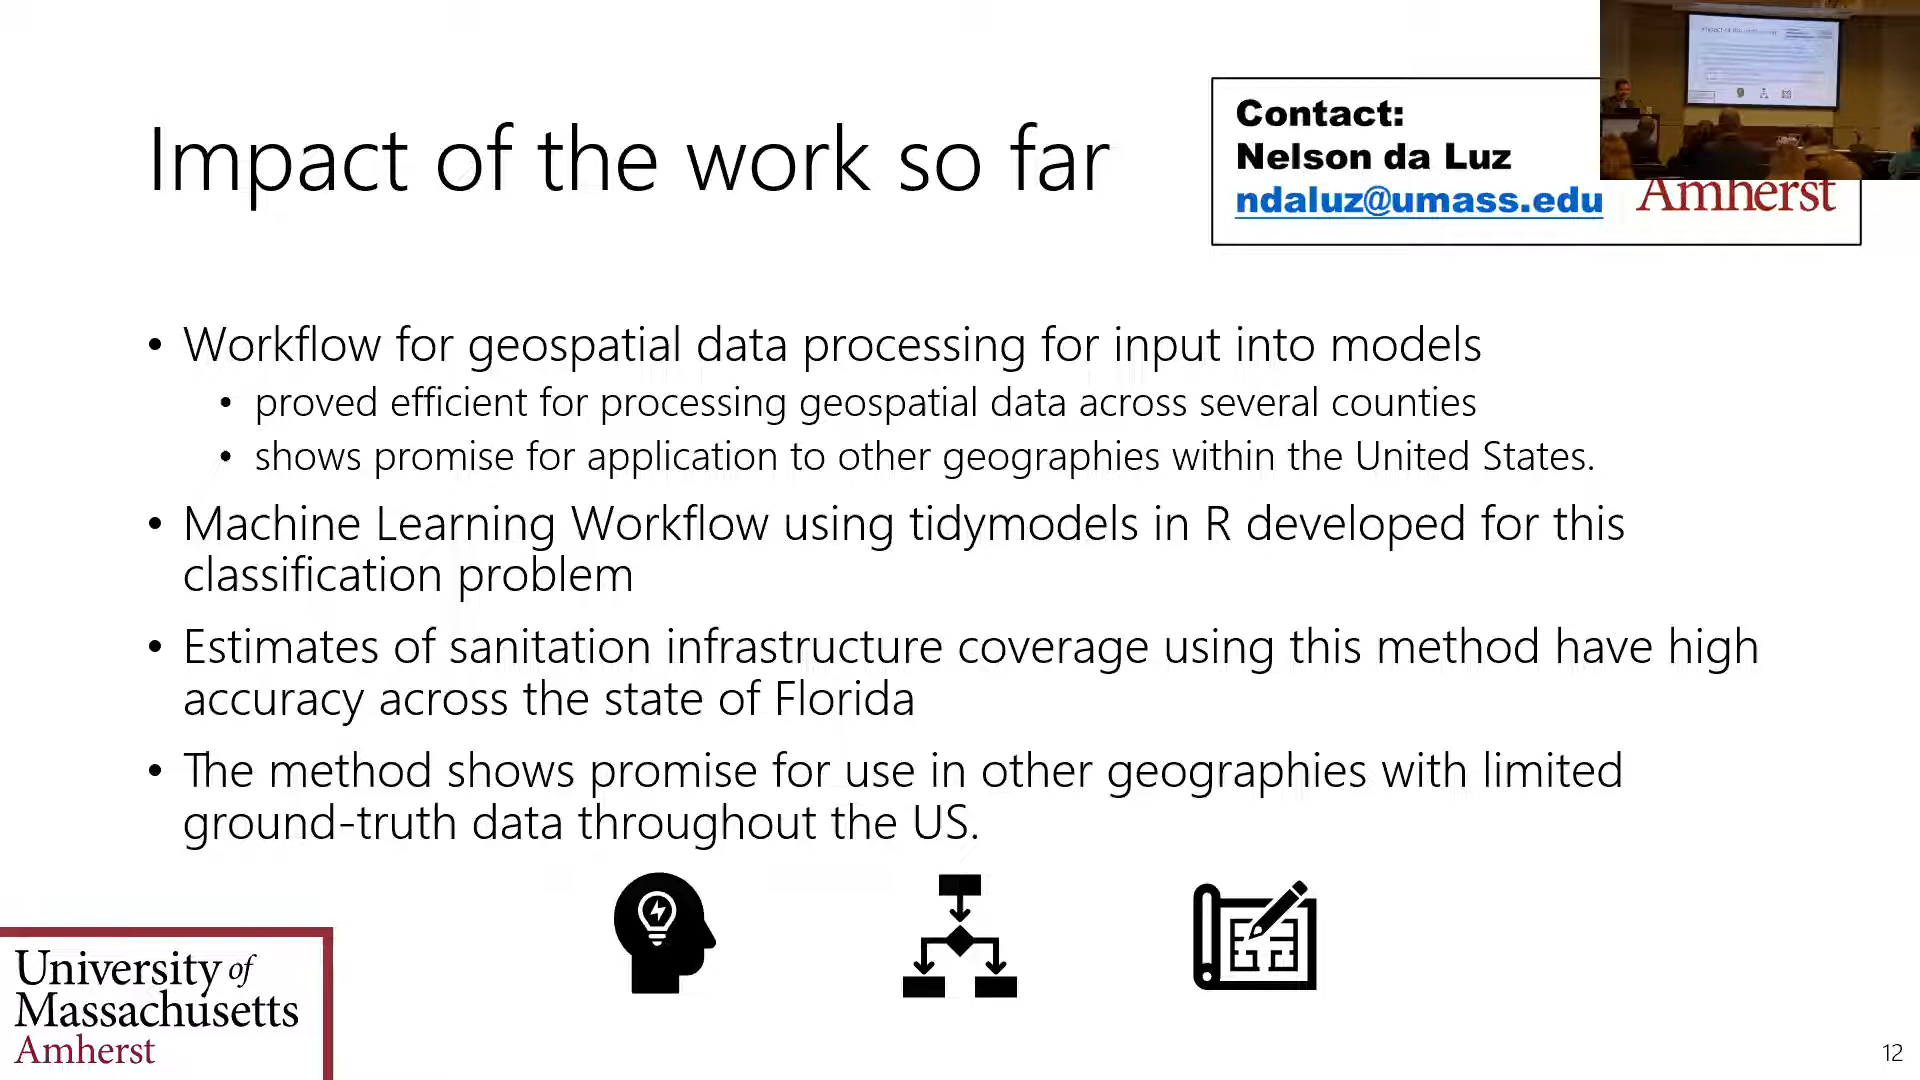 Impact of the work so far
Contact:
Nelson da Luz
ndaluz@umass.edu
Amherst
• Workflow for geospatial data processing for input into models
• proved efficient for processing geospatial data across several counties
• shows promise for application to other geographies within the United States.
• Machine Learning Workflow using tidymodels in R developed for this
classification problem
• Estimates of sanitation infrastructure coverage using this method have high
accuracy across the state of Florida
• The method shows promise for use in other geographies with limited
ground-truth data throughout the US.
University of
Massachusetts
Amherst
12